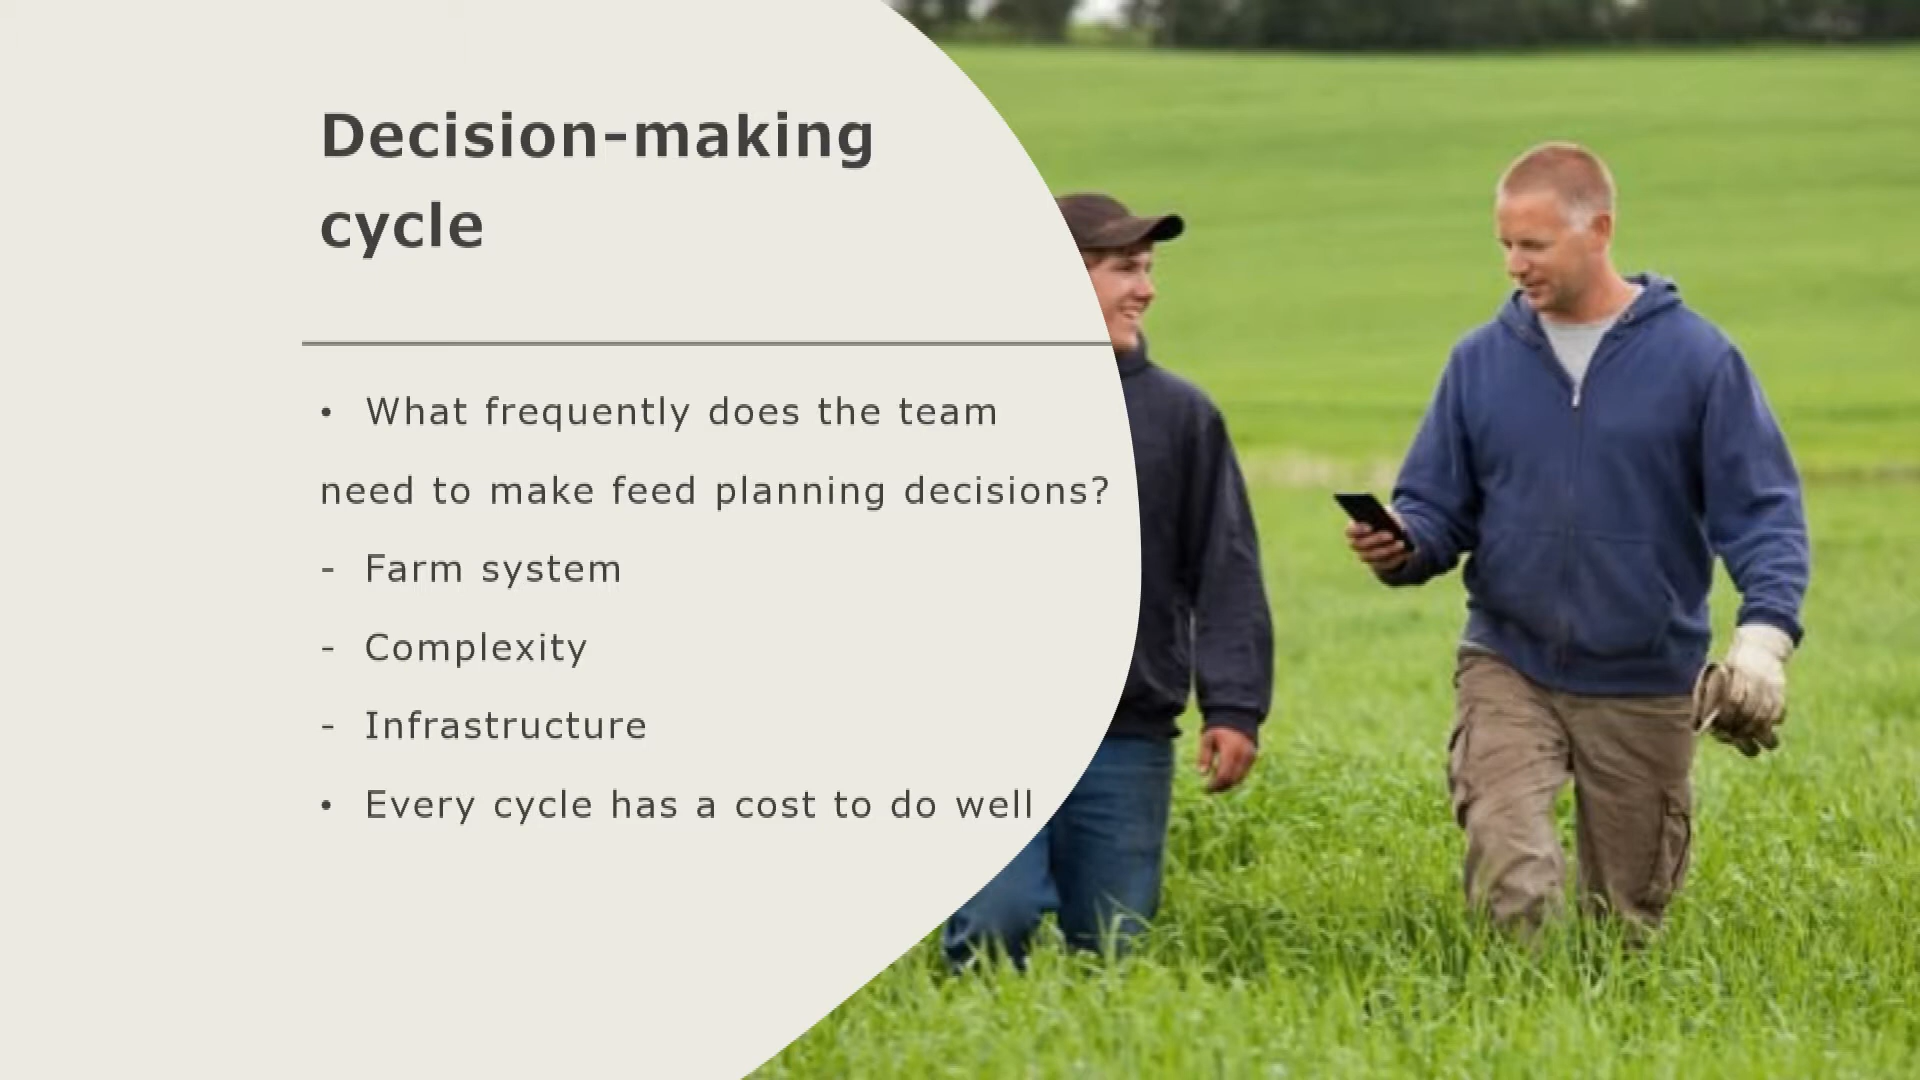 Decision-making
cycle
• What frequently does the team
need to make feed planning decisions?
- Farm system
- Complexity
- Infrastructure
• Every cycle has a cost to do well